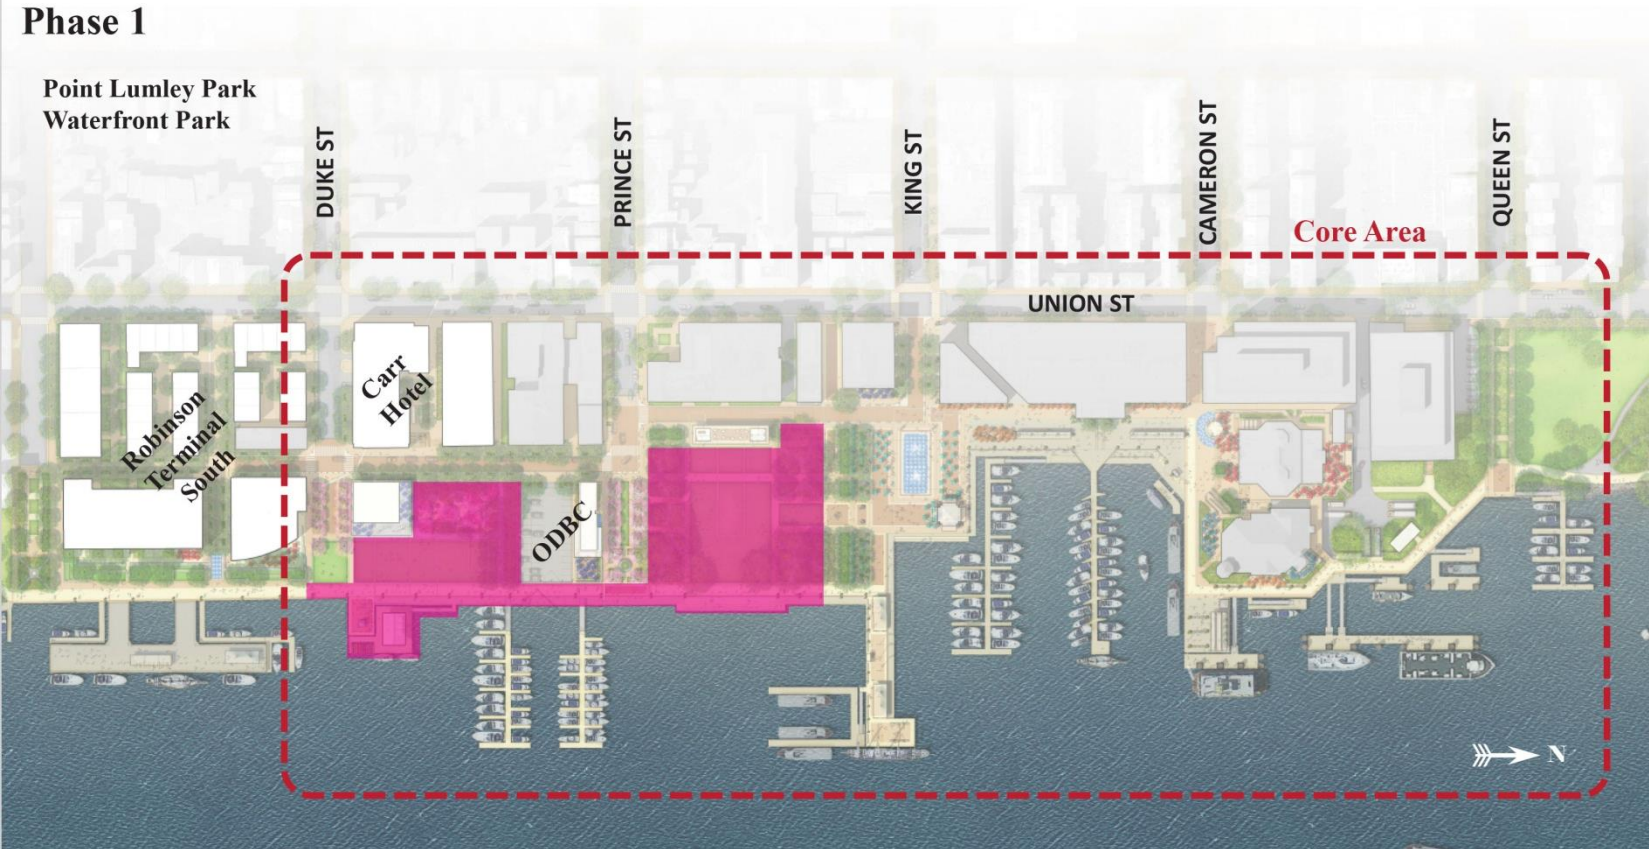 Phase 1
Point Lumley Park
Waterfront Park
DUKE ST
PRINCE ST
KING ST
CAMERON ST
QUEEN ST
Core Area
UNION ST
Carr
Hotel
Robinson
Terminal
South
ODBC
N